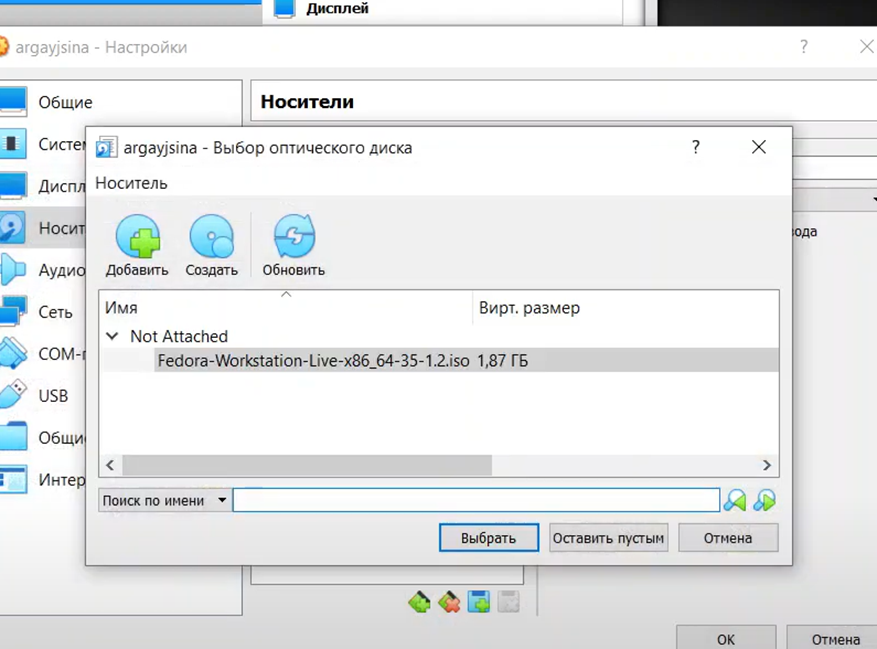 Дисплей
argayjsina - Настройки
?
Общие
Носители
argayjsina - Выбор оптического диска
?
Носитель
Добавить
Создать
Обновить
Имя
Вирт. размер
Not Attached
Fedora-Workstation-Live-x86_64-35-1.2.iso 1,87 ГБ
Поиск по имени
Выбрать
Оставить пустым
Отмена
Систем
Диспл
Носит
Аудио
Сеть
COM-п
USB
Общи
Интер
вода
OK
Отмена